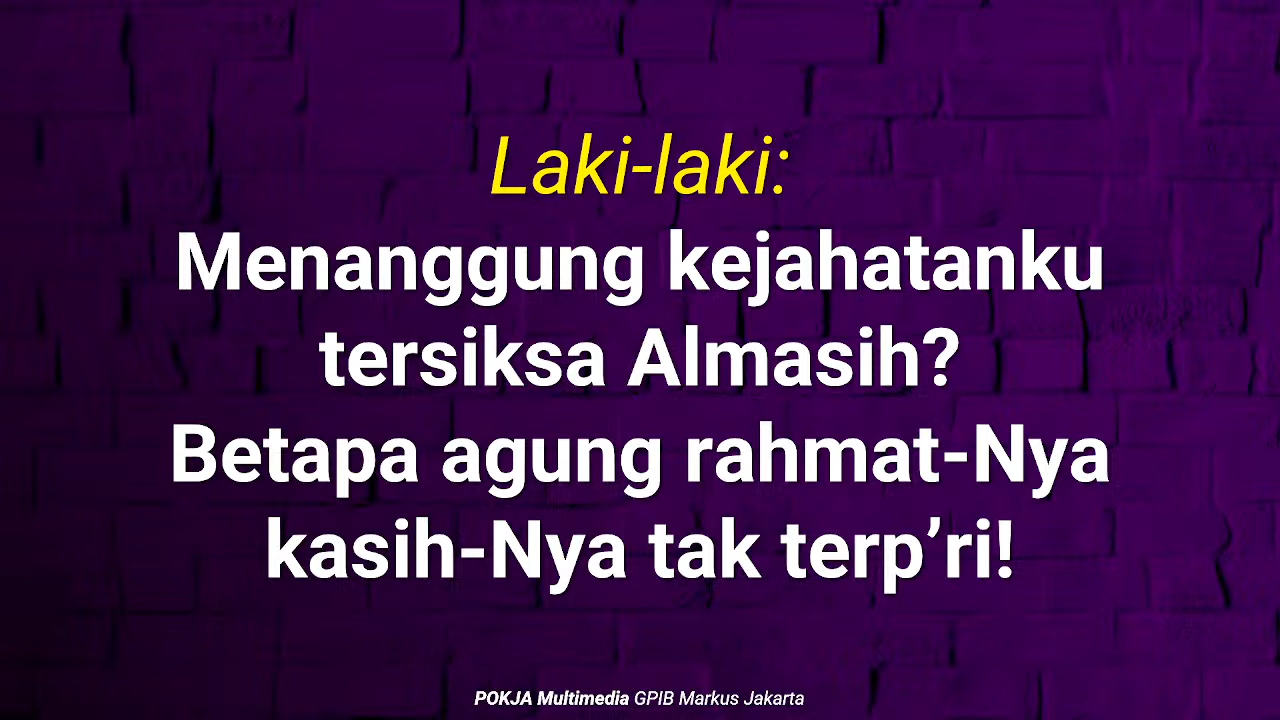 Laki-laki:
Menanggung kejahatanku
tersiksa Almasih?
Betapa agung rahmat-Nya
kasih-Nya tak terp’ri!
POKJA Multimedia GPIB Markus Jakarta